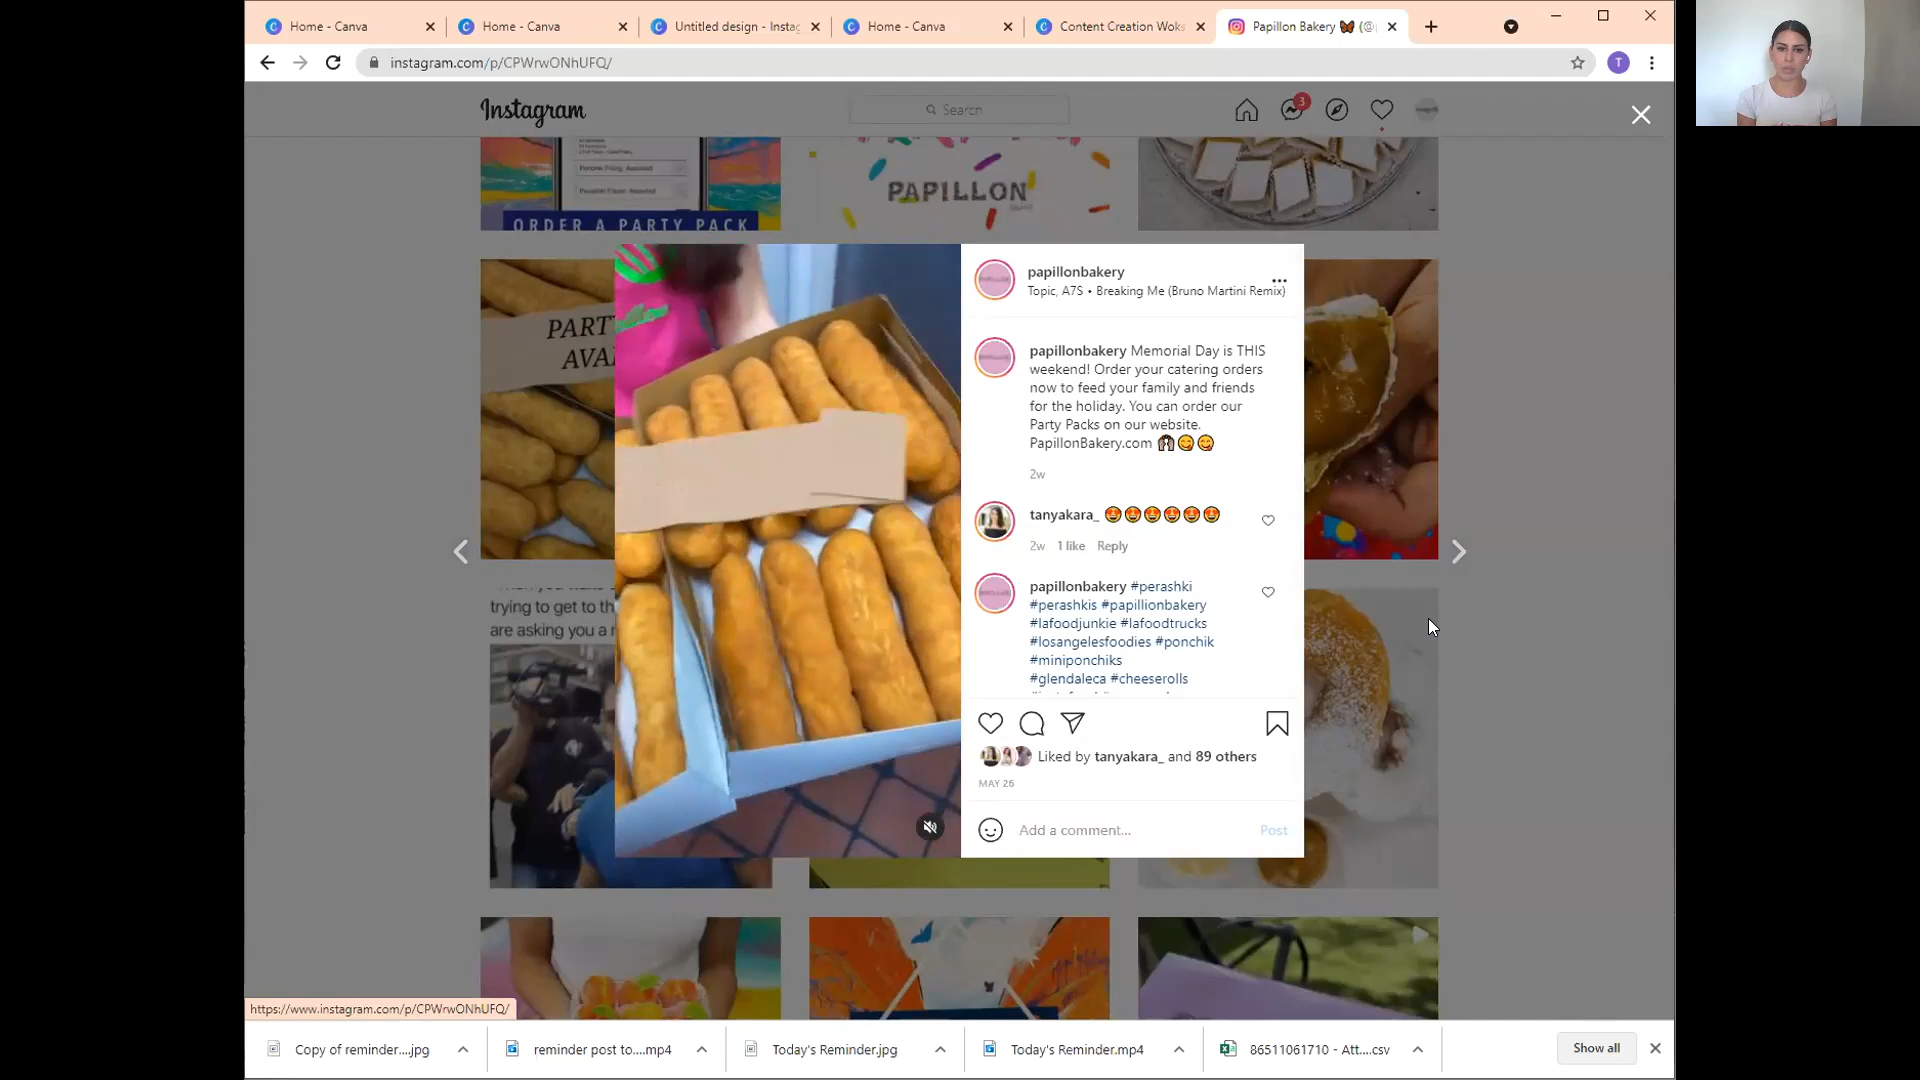 Home - Canva
Home - Canva
Untitled design - Instag
Home - Canva
Content Creation Woks
Papillon Bakery 🦋 (@
instagram.com/p/CPWrwONhUFQ/
T
Instagram
Search
3
Persone Filling: Assorted
PAPILLON
ORDER A PARTY PACK
PART
AVA
trying to get to th
are asking you a
papillonbakery
Topic, A7S • Breaking Me (Bruno Martini Remix)
papillonbakery Memorial Day is THIS
weekend! Order your catering orders
now to feed your family and friends
for the holiday. You can order our
Party Packs on our website.
PapillonBakery.com 🙌🏽😋😋
2w
tanyakara_ 🤩🤩🤩🤩🤩🤩
2w 1 like Reply
papillonbakery #perashki
#perashkis #papillionbakery
#lafoodjunkie #lafoodtrucks
#losangelesfoodies #ponchik
#miniponchiks
#glendaleca #cheeserolls
Liked by tanyakara_ and 89 others
MAY 26
Add a comment...
Post
https://www.instagram.com/p/CPWrwONhUFQ/
Copy of reminder....jpg
reminder post to....mp4
Today's Reminder.jpg
Today's Reminder.mp4
86511061710 - Att....csv
Show all